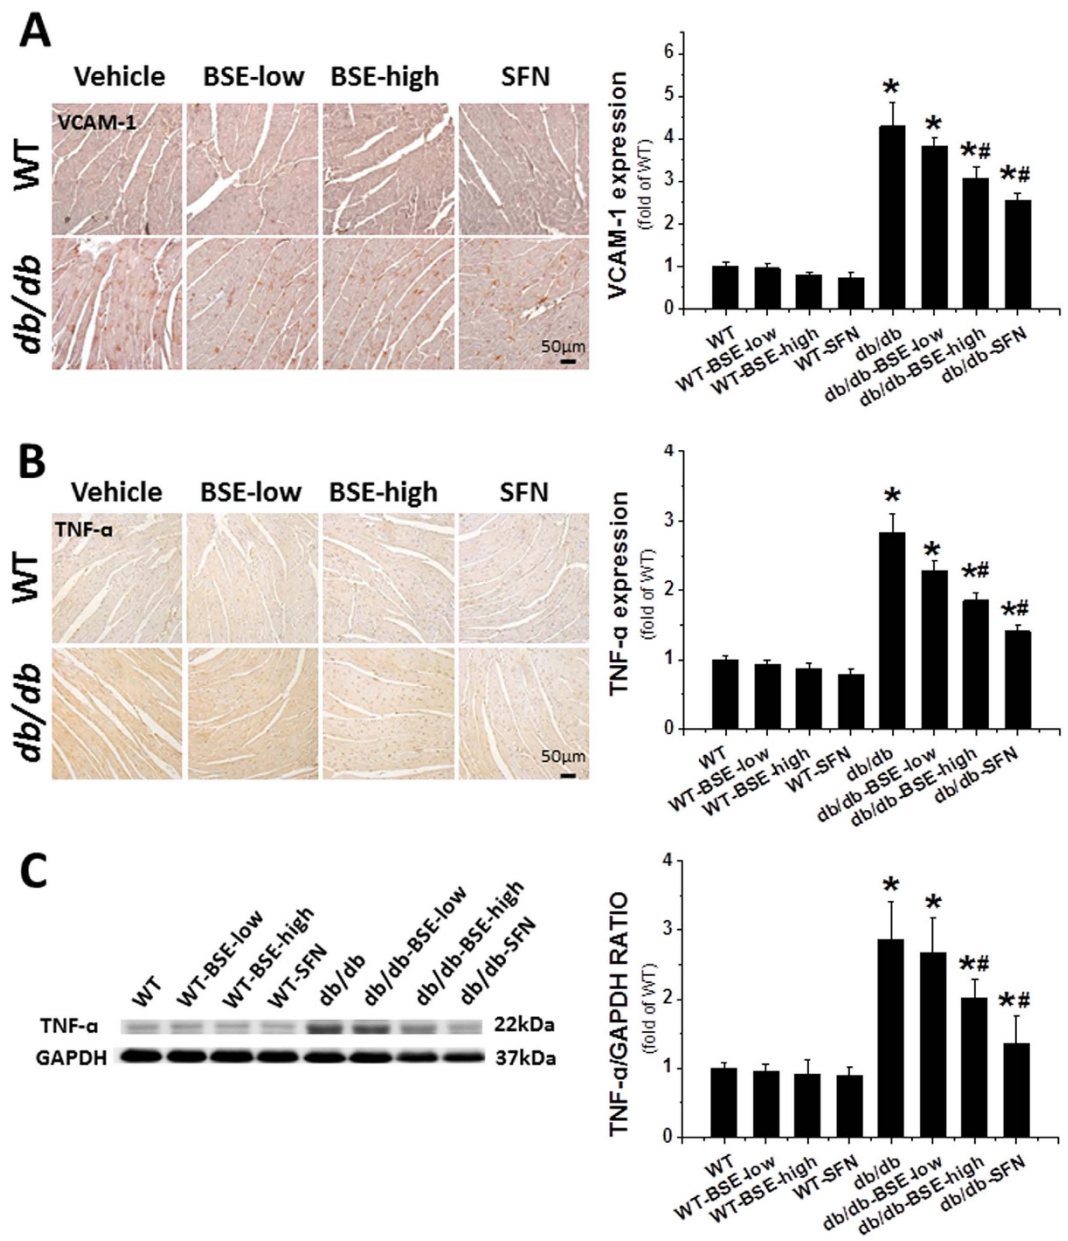 A
Vehicle BSE-low BSE-high SFN
VCAM-1
WT
db/db
50μm
VCAM-1 expression
(fold of WT)
6
5
4
3
2
1
0
*
*
*#
*#
WT
WT-BSE-low
WT-BSE-high
WT-SFN
db/db
db/db-BSE-low
db/db-BSE-high
db/db-SFN
B
Vehicle BSE-low BSE-high SFN
TNF-α
WT
db/db
50μm
TNF-α expression
(fold of WT)
4
3
2
1
0
*
*
*#
*#
WT
WT-BSE-low
WT-BSE-high
WT-SFN
db/db
db/db-BSE-low
db/db-BSE-high
db/db-SFN
C
WT
WT-BSE-low
WT-BSE-high
WT-SFN
db/db
db/db-BSE-low
db/db-BSE-high
db/db-SFN
TNF-α 22kDa
GAPDH 37kDa
TNF-α/GAPDH RATIO
(fold of WT)
4
3
2
1
0
*
*
*#
*#
WT
WT-BSE-low
WT-BSE-high
WT-SFN
db/db
db/db-BSE-low
db/db-BSE-high
db/db-SFN